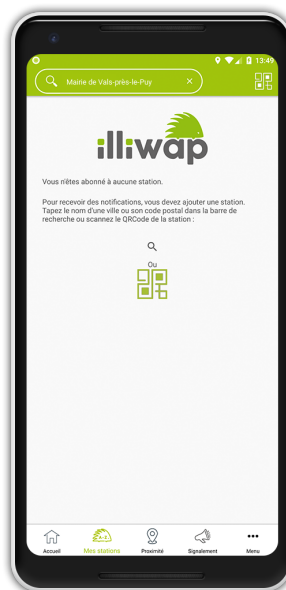 13:49
Mairie de Vals-près-le-Puy ×
illiwap
Vous n'êtes abonné à aucune station.
Pour recevoir des notifications, vous devez ajouter une station.
Tapez le nom d'une ville ou son code postal dans la barre de
recherche ou scannez le QRCode de la station :
Ou
A-Z
Accueil Mes stations Proximité Signalement Menu